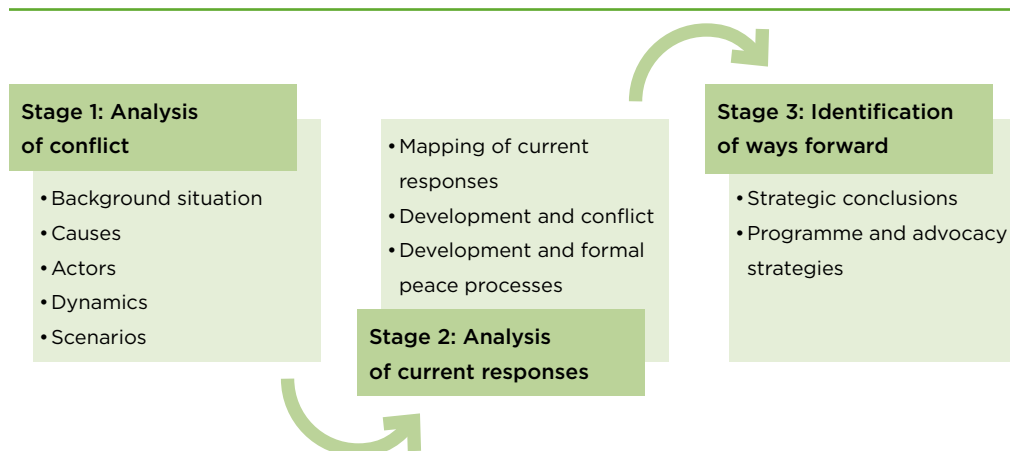 Stage 1: Analysis
of conflict
•Background situation
•Causes
•Actors
•Dynamics
•Scenarios
•Mapping of current
responses
•Development and conflict
•Development and formal
peace processes
Stage 2: Analysis
of current responses
Stage 3: Identification
of ways forward
•Strategic conclusions
•Programme and advocacy
strategies